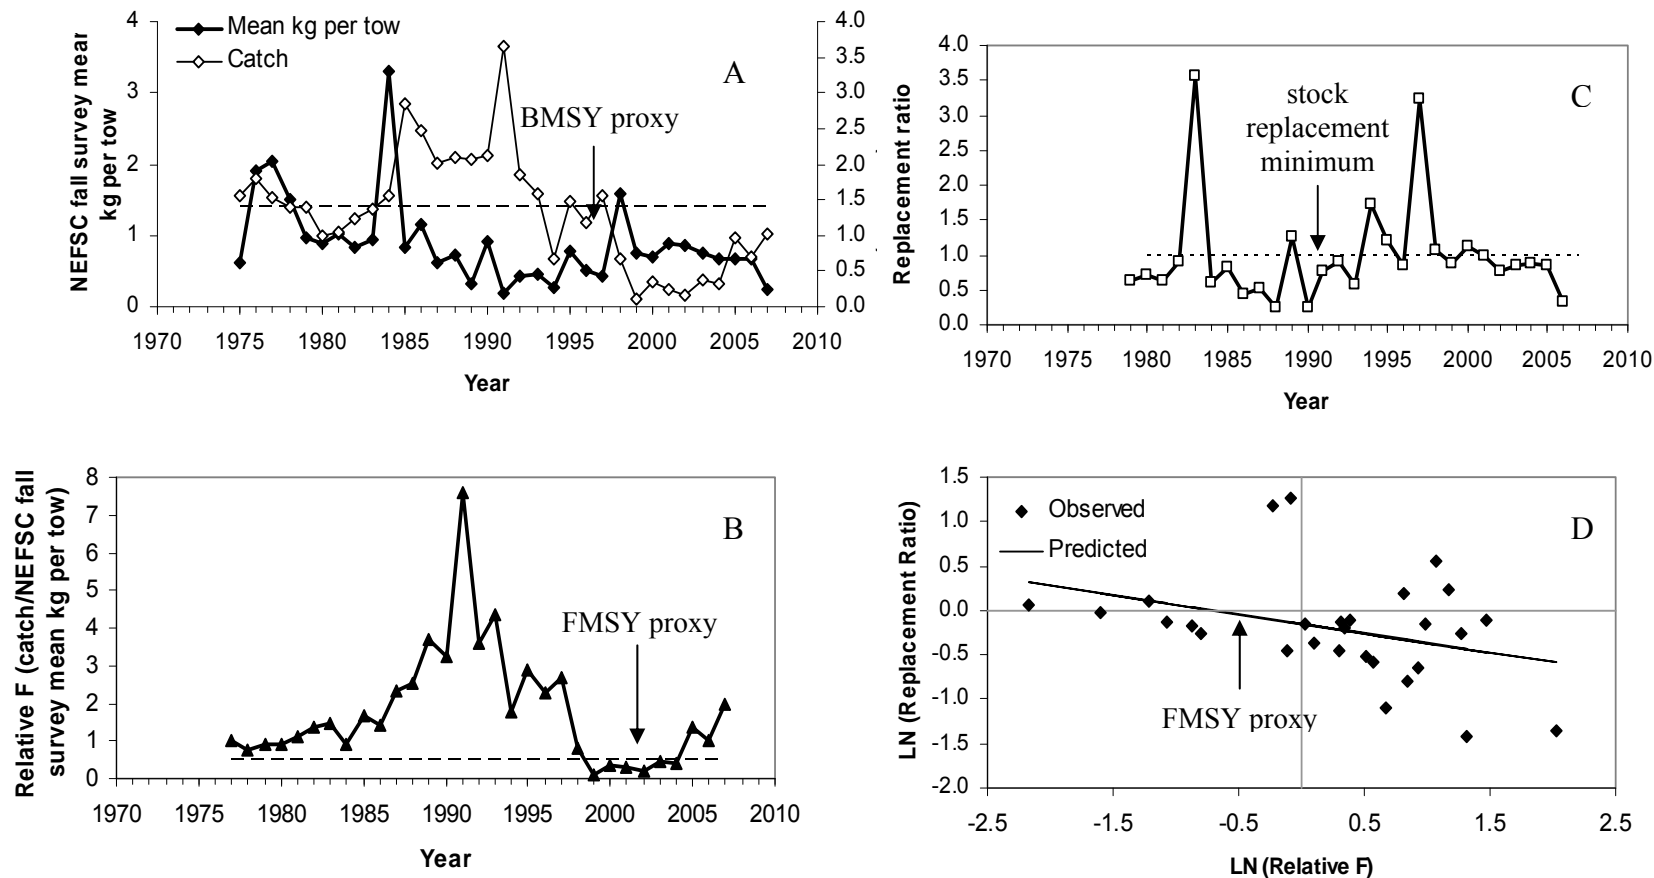 4
3
2
1
0
NEFSC fall survey mear
kg per tow
Mean kg per tow
Catch
A
BMSY proxy
4.0
3.5
3.0
2.5
2.0
1.5
1.0
0.5
0.0
1970 1975 1980 1985 1990 1995 2000 2005 2010
Year
4.0
3.5
3.0
2.5
2.0
1.5
1.0
0.5
0.0
Replacement ratio
stock
replacement
minimum
C
1970 1975 1980 1985 1990 1995 2000 2005 2010
Year
8
7
6
5
4
3
2
1
0
Relative F (catch/NEFSC fall
survey mean kg per tow)
B
FMSY proxy
1970 1975 1980 1985 1990 1995 2000 2005 2010
Year
1.5
1.0
0.5
0.0
-0.5
-1.0
-1.5
-2.0
LN (Replacement Ratio)
Observed
Predicted
D
FMSY proxy
-2.5 -1.5 -0.5 0.5 1.5 2.5
LN (Relative F)